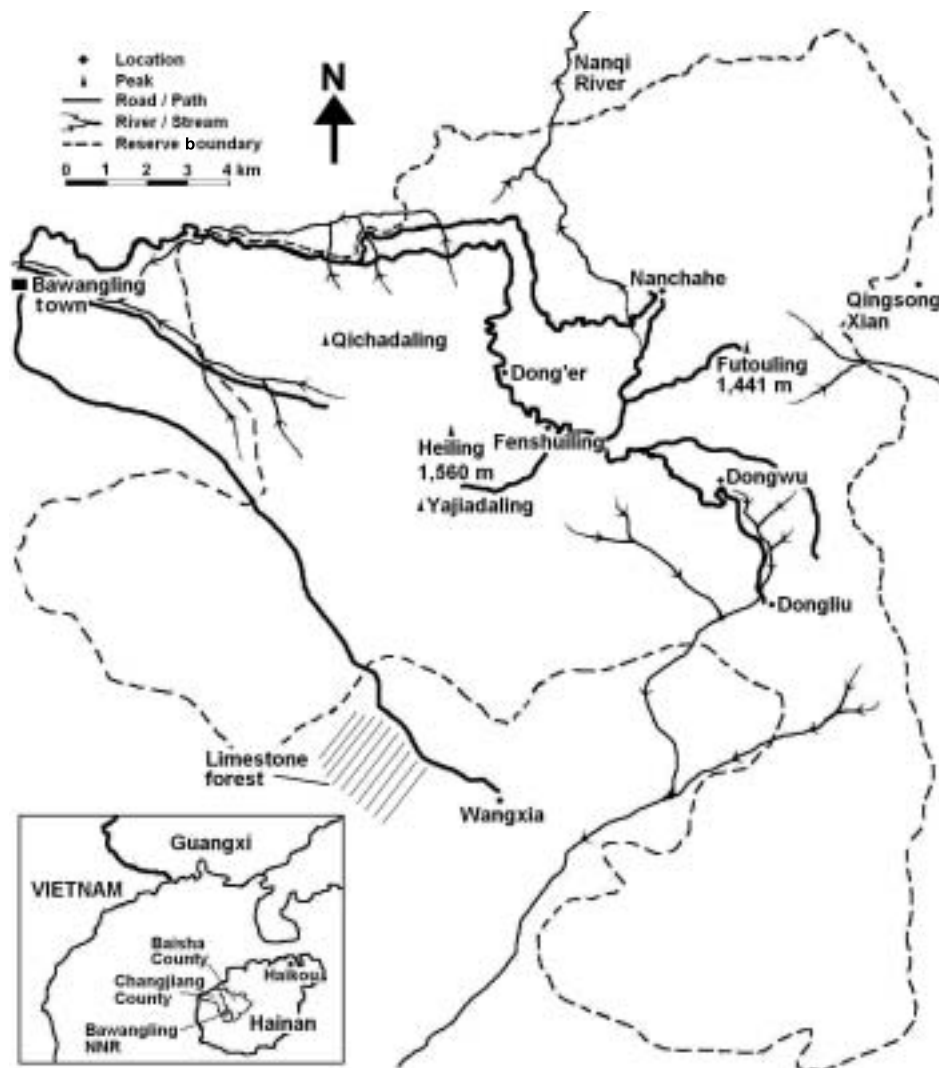 Location
Peak
Road / Path
River / Stream
Reserve boundary
0 1 2 3 4 km
N
Nanqi
River
Bawangling
town
Nanchahe
Qingsong
Xian
Qichadaling
Dong'er
Futouling
1,441 m
Heiling
1,560 m
Fenshuiling
Yajiadaling
Dongwu
Dongliu
Limestone
forest
Wangxia
Guangxi
VIETNAM
Baisha
County
Haikou
Changjiang
County
Bawangling
NNR
Hainan